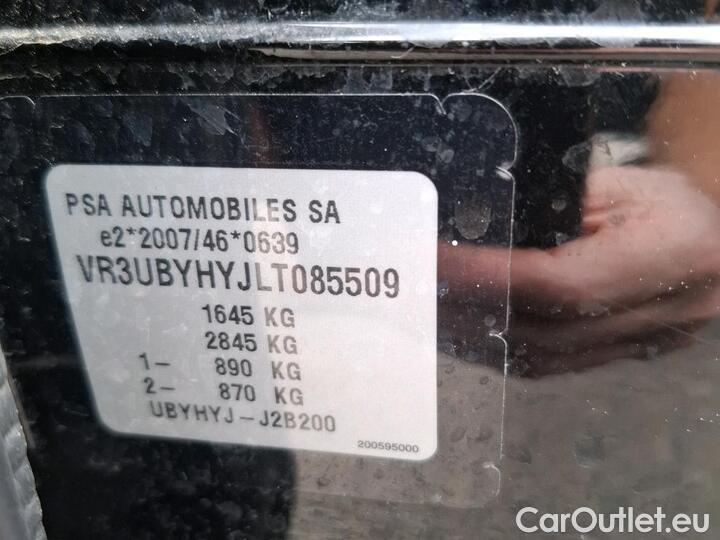 PSA AUTOMOBILES SA
e2*2007/46*0639
VR3UBYHYJLT085509
1645 KG
2845 KG
1- 890 KG
2- 870 KG
UBYHYJ-J2B200
200595000
CarOutlet.eu